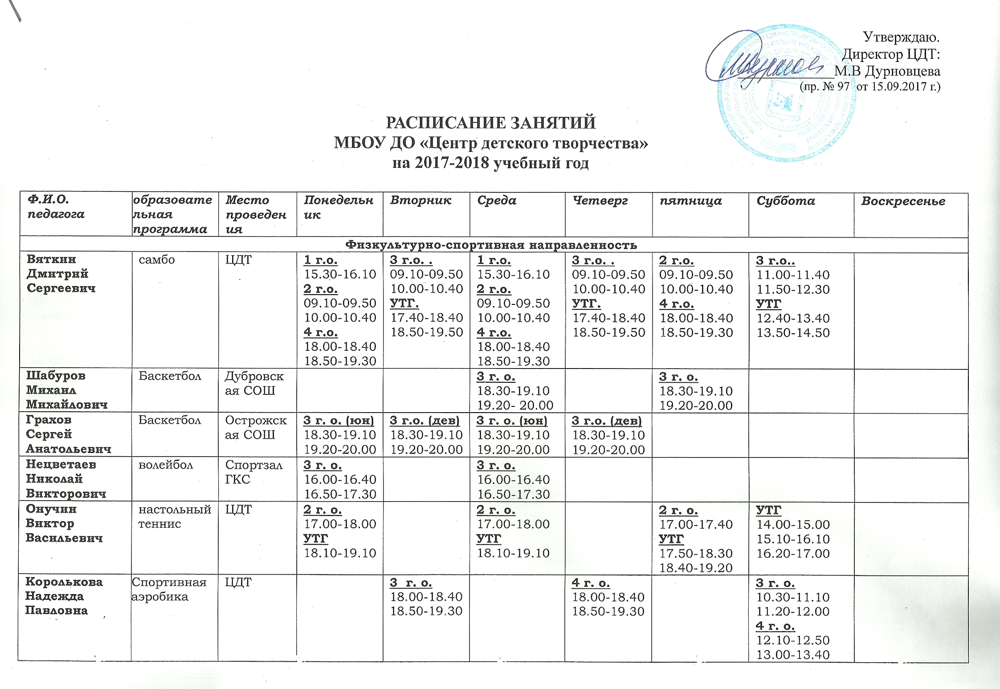 Утверждаю.
Директор ЦДТ:
М.В Дурновцева
(пр. № 97 от 15.09.2017 г.)
РАСПИСАНИЕ ЗАНЯТИЙ
МБОУ ДО «Центр детского творчества»
на 2017-2018 учебный год
Ф.И.О.
педагога
образовате
льная
программа
Место
проведен
ия
Понедельн
ик
Вторник
Среда
Четверг
пятница
Суббота
Воскресенье
Физкультурно-спортивная направленность
Вяткин
Дмитрий
Сергеевич
самбо
ЦДТ
1 г.о.
15.30-16.10
2 г.о.
09.10-09.50
10.00-10.40
4 г.о.
18.00-18.40
18.50-19.30
3 г.о. .
09.10-09.50
10.00-10.40
УТГ.
17.40-18.40
18.50-19.50
1 г.о.
15.30-16.10
2 г.о.
09.10-09.50
10.00-10.40
4 г.о.
18.00-18.40
18.50-19.30
3 г.о. .
09.10-09.50
10.00-10.40
УТГ.
17.40-18.40
18.50-19.50
2 г.о.
09.10-09.50
10.00-10.40
4 г.о.
18.00-18.40
18.50-19.30
3 г.о..
11.00-11.40
11.50-12.30
УТГ
12.40-13.40
13.50-14.50
Шабуров
Михаил
Михайлович
Баскетбол
Дубровск
ая СОШ
3 г. о.
18.30-19.10
19.20- 20.00
3 г. о.
18.30-19.10
19.20-20.00
Грахов
Сергей
Анатольевич
Баскетбол
Острожск
ая СОШ
3 г. о. (юн)
18.30-19.10
19.20-20.00
3 г.о. (дев)
18.30-19.10
19.20-20.00
3 г. о. (юн)
18.30-19.10
19.20-20.00
3 г.о. (дев)
18.30-19.10
19.20-20.00
Нецветаев
Николай
Викторович
волейбол
Спортзал
ГКС
3 г. о.
16.00-16.40
16.50-17.30
3 г. о.
16.00-16.40
16.50-17.30
Онучин
Виктор
Васильевич
настольный
теннис
ЦДТ
2 г. о.
17.00-18.00
УТГ
18.10-19.10
2 г. о.
17.00-18.00
УТГ
18.10-19.10
2 г. о.
17.00-17.40
УТГ
17.50-18.30
18.40-19.20
УТГ
14.00-15.00
15.10-16.10
16.20-17.00
Королькова
Надежда
Павловна
Спортивная
аэробика
ЦДТ
3 г. о.
18.00-18.40
18.50-19.30
4 г. о.
18.00-18.40
18.50-19.30
3 г. о.
10.30-11.10
11.20-12.00
4 г. о.
12.10-12.50
13.00-13.40